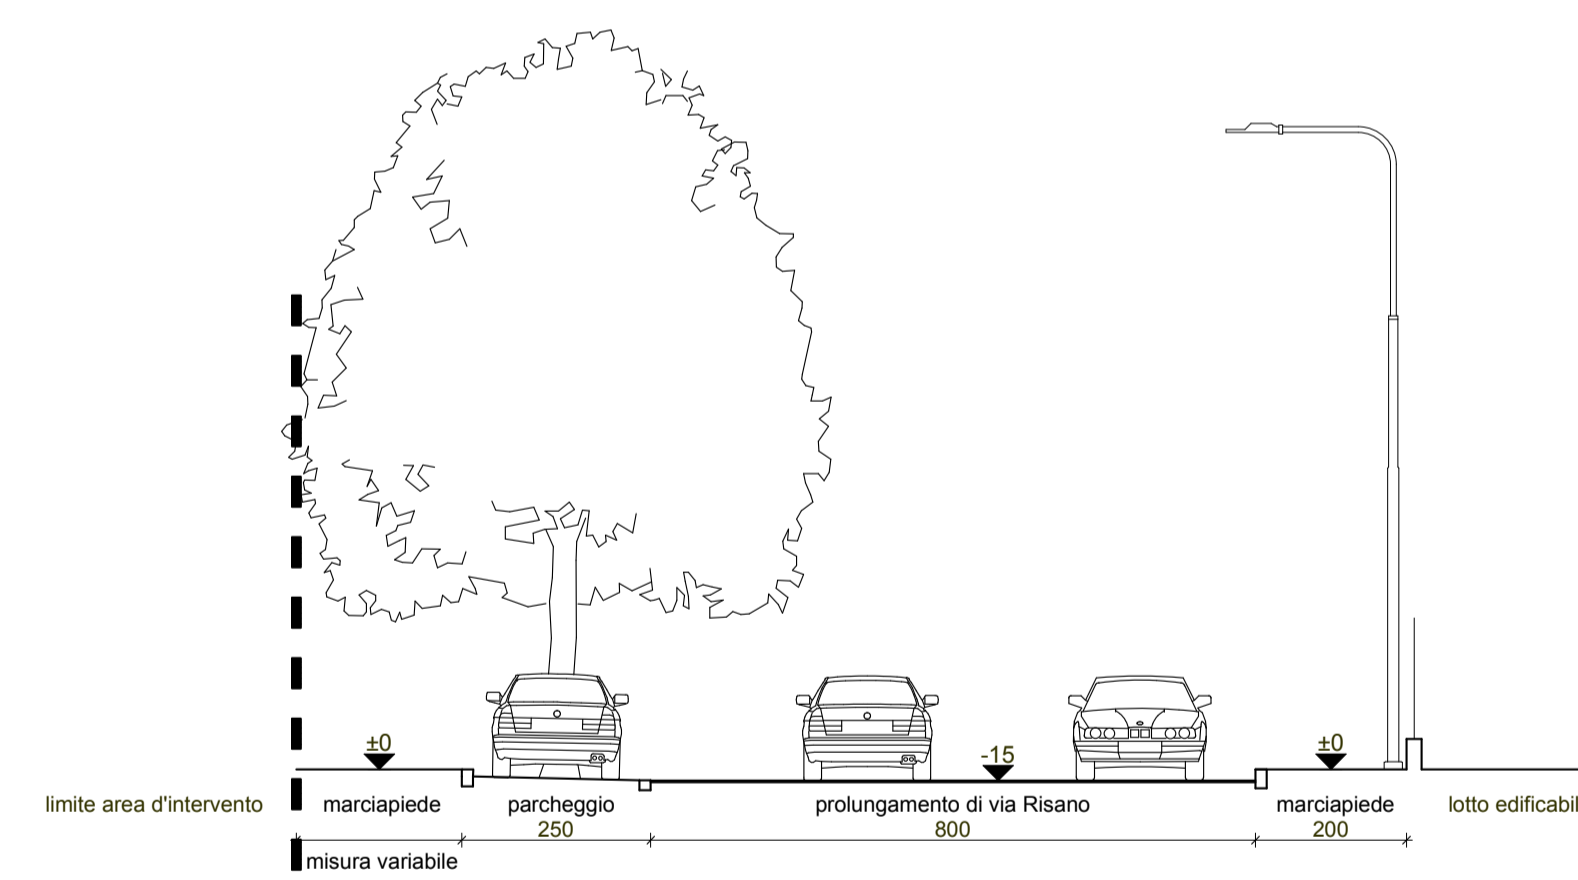 ±0
-15
±0
limite area d'intervento
marciapiede
parcheggio
prolungamento di via Risano
marciapiede
lotto edificabil
250
800
200
misura variabile